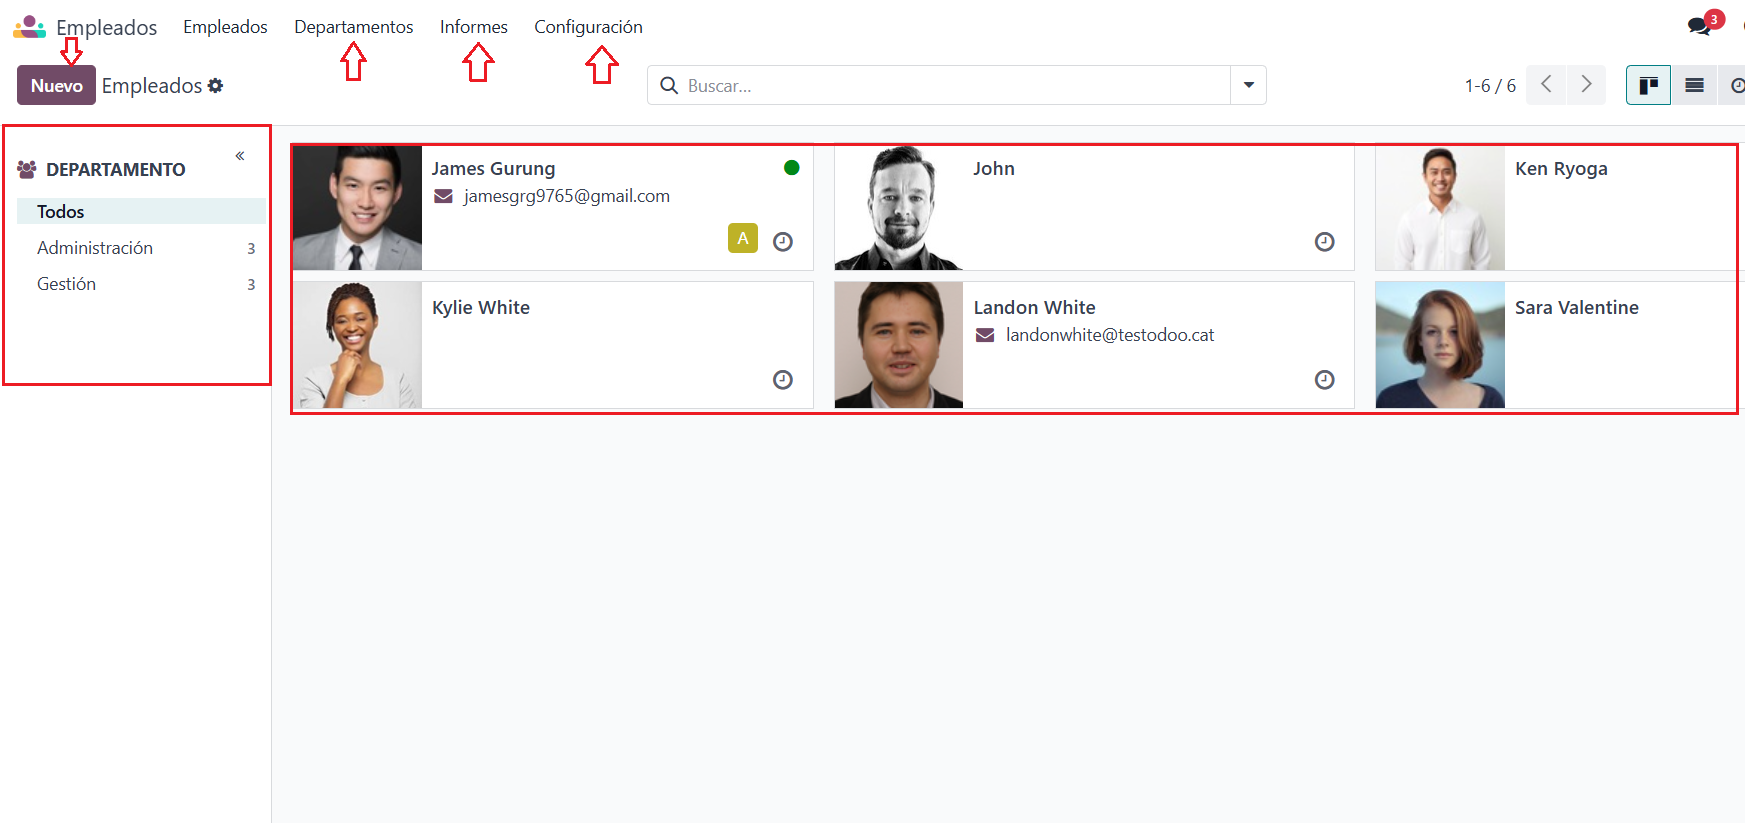 Empleados Empleados Departamentos Informes Configuración 3
Nuevo Empleados Buscar... 1-6 / 6
DEPARTAMENTO «
Todos
Administración 3
Gestión 3
James Gurung
jamesgrg9765@gmail.com
A
John
Ken Ryoga
Kylie White
Landon White
landonwhite@testodoo.cat
Sara Valentine